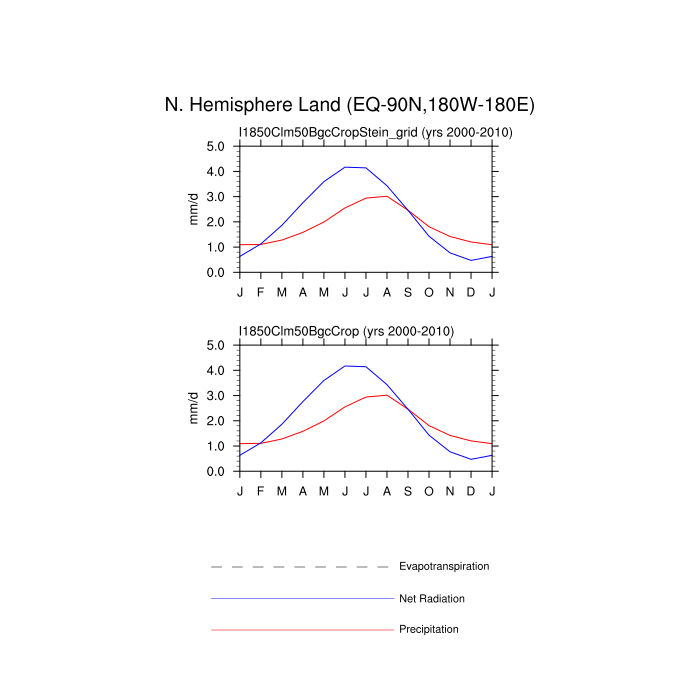 N. Hemisphere Land (EQ-90N,180W-180E)
I1850Clm50BgcCropStein_grid (yrs 2000-2010)
5.0
4.0
3.0
2.0
1.0
0.0
mm/d
J F M A M J J A S O N D J
I1850Clm50BgcCrop (yrs 2000-2010)
5.0
4.0
3.0
2.0
1.0
0.0
mm/d
J F M A M J J A S O N D J
Evapotranspiration
Net Radiation
Precipitation